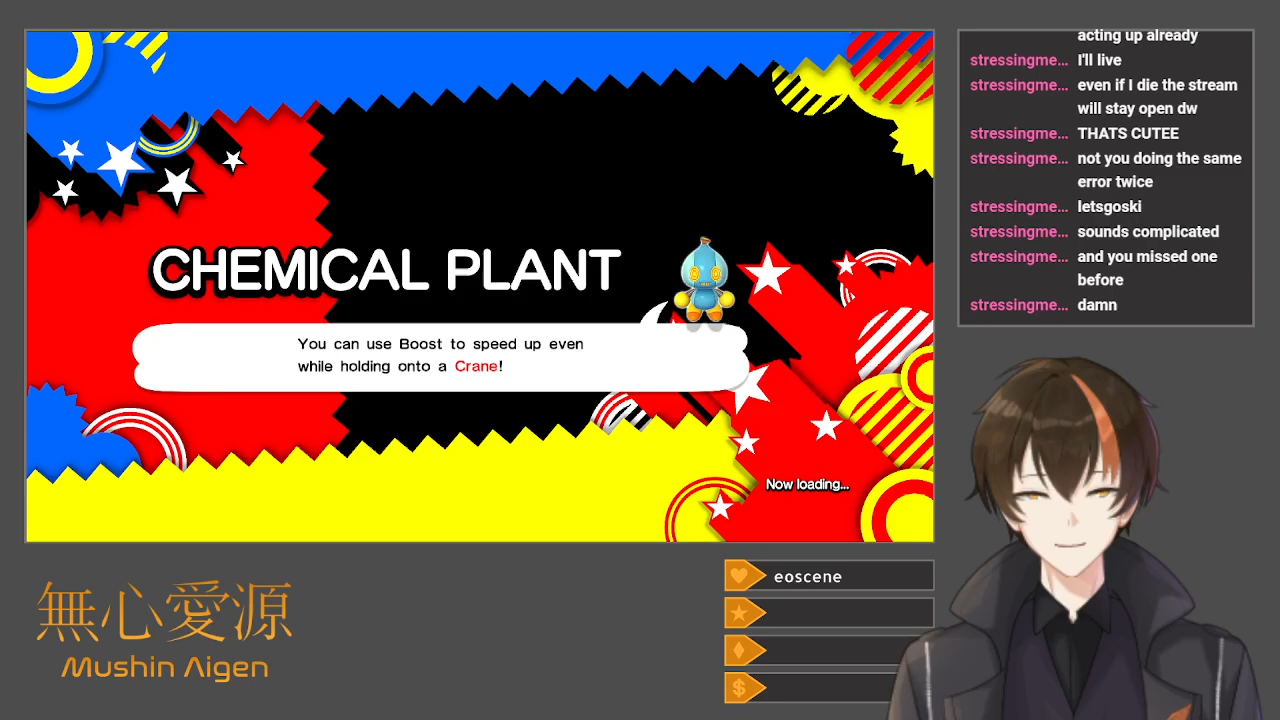 CHEMICAL PLANT
You can use Boost to speed up even
while holding onto a Crane!
Now loading...
acting up already
stressingme... I'll live
stressingme... even if I die the stream
will stay open dw
stressingme... THATS CUTEE
stressingme... not you doing the same
error twice
stressingme... letsgoski
stressingme... sounds complicated
stressingme... and you missed one
before
stressingme... damn
eoscene
$
無心愛源
Mushin Aigen